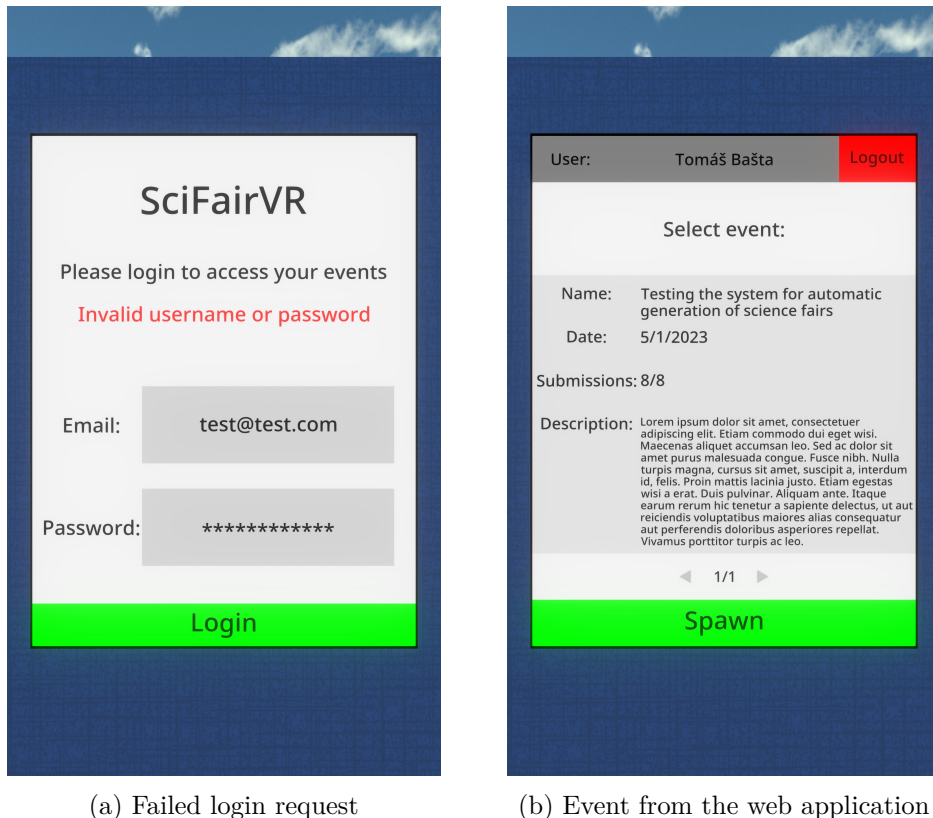 SciFairVR
Please login to access your events
Invalid username or password
Email: test@test.com
Password: ************
Login
(a) Failed login request
User: Tomáš Bašta Logout
Select event:
Name: Testing the system for automatic
generation of science fairs
Date: 5/1/2023
Submissions: 8/8
Description: Lorem ipsum dolor sit amet, consectetuer
adipiscing elit. Etiam commodo dui eget wisi.
Maecenas aliquet accumsan leo. Sed ac dolor sit
amet purus malesuada congue. Fusce nibh. Nulla
turpis magna, cursus sit amet, suscipit a, interdum
id, felis. Proin mattis lacinia justo. Etiam egestas
wisi a erat. Duis pulvinar. Aliquam ante. Itaque
earum rerum hic tenetur a sapiente delectus, ut aut
reiciendis voluptatibus maiores alias consequatur
aut perferendis doloribus asperiores repellat.
Vivamus porttitor turpis ac leo.
1/1
Spawn
(b) Event from the web application